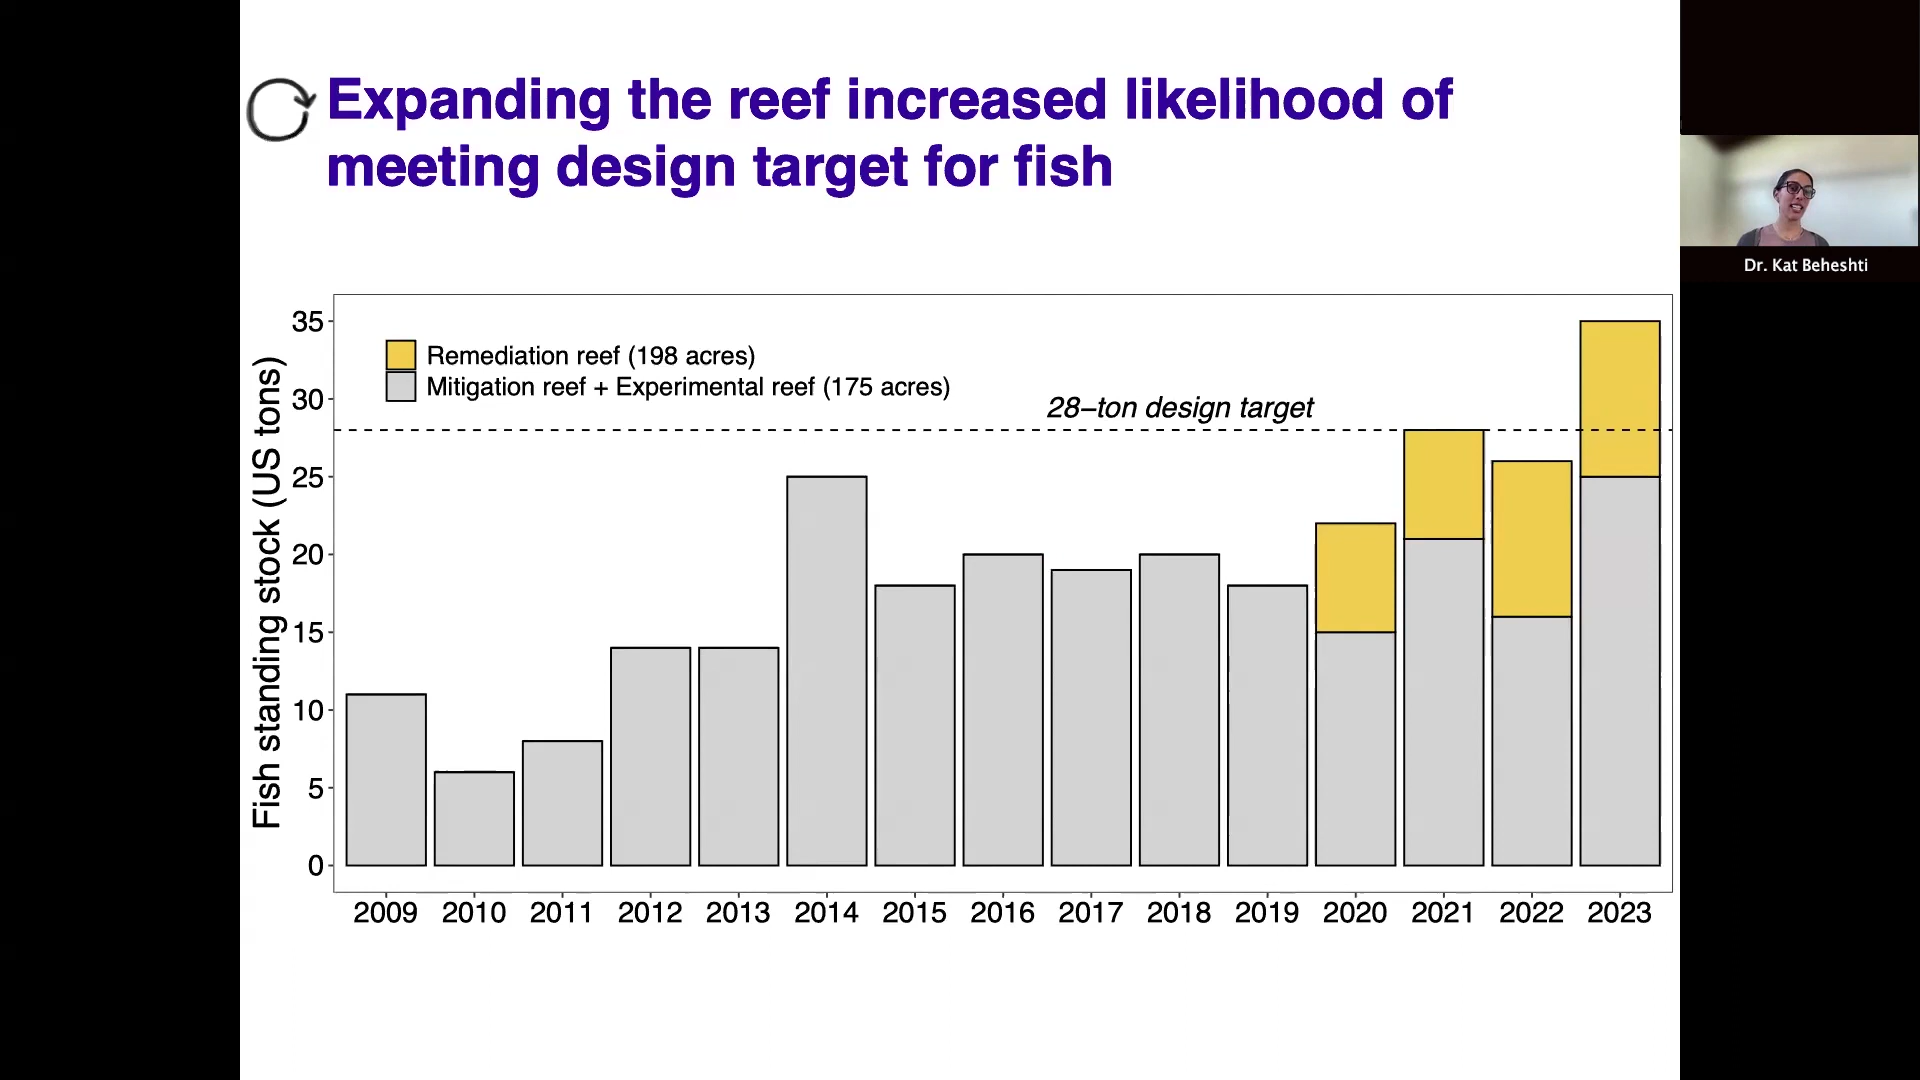 Expanding the reef increased likelihood of
meeting design target for fish
Dr. Kat Beheshti
Fish standing stock (US tons)
35
30
25
20
15
10
5
0
Remediation reef (198 acres)
Mitigation reef + Experimental reef (175 acres)
28–ton design target
2009 2010 2011 2012 2013 2014 2015 2016 2017 2018 2019 2020 2021 2022 2023